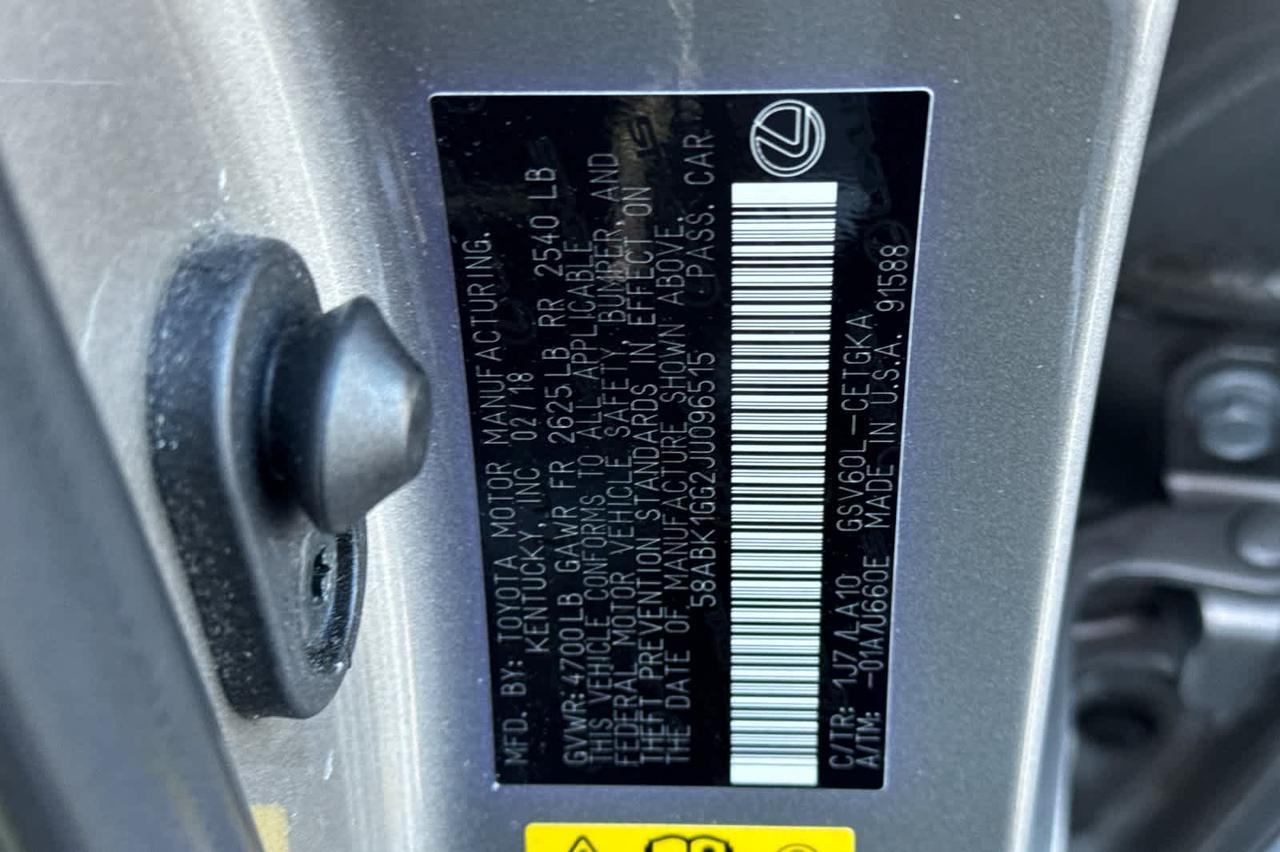 MFD. BY: TOYOTA MOTOR MANUFACTURING.
KENTUCKY, INC 02/18
GVWR: 4700LB GAWR FR 2625LB RR 2540 LB
THIS VEHICLE CONFORMS TO ALL APPLICABLE
FEDERAL MOTOR VEHICLE SAFETY, BUMPER, AND
THEFT PREVENTION STANDARDS IN EFFECT ON
THE DATE OF MANUFACTURE SHOWN ABOVE.
58ABK1GG2JU096515 PASS. CAR
C/TR: 1J7/LA10 GSV60L-CETGKA
A/TM: -01A/U660E MADE IN U.S.A. 91588